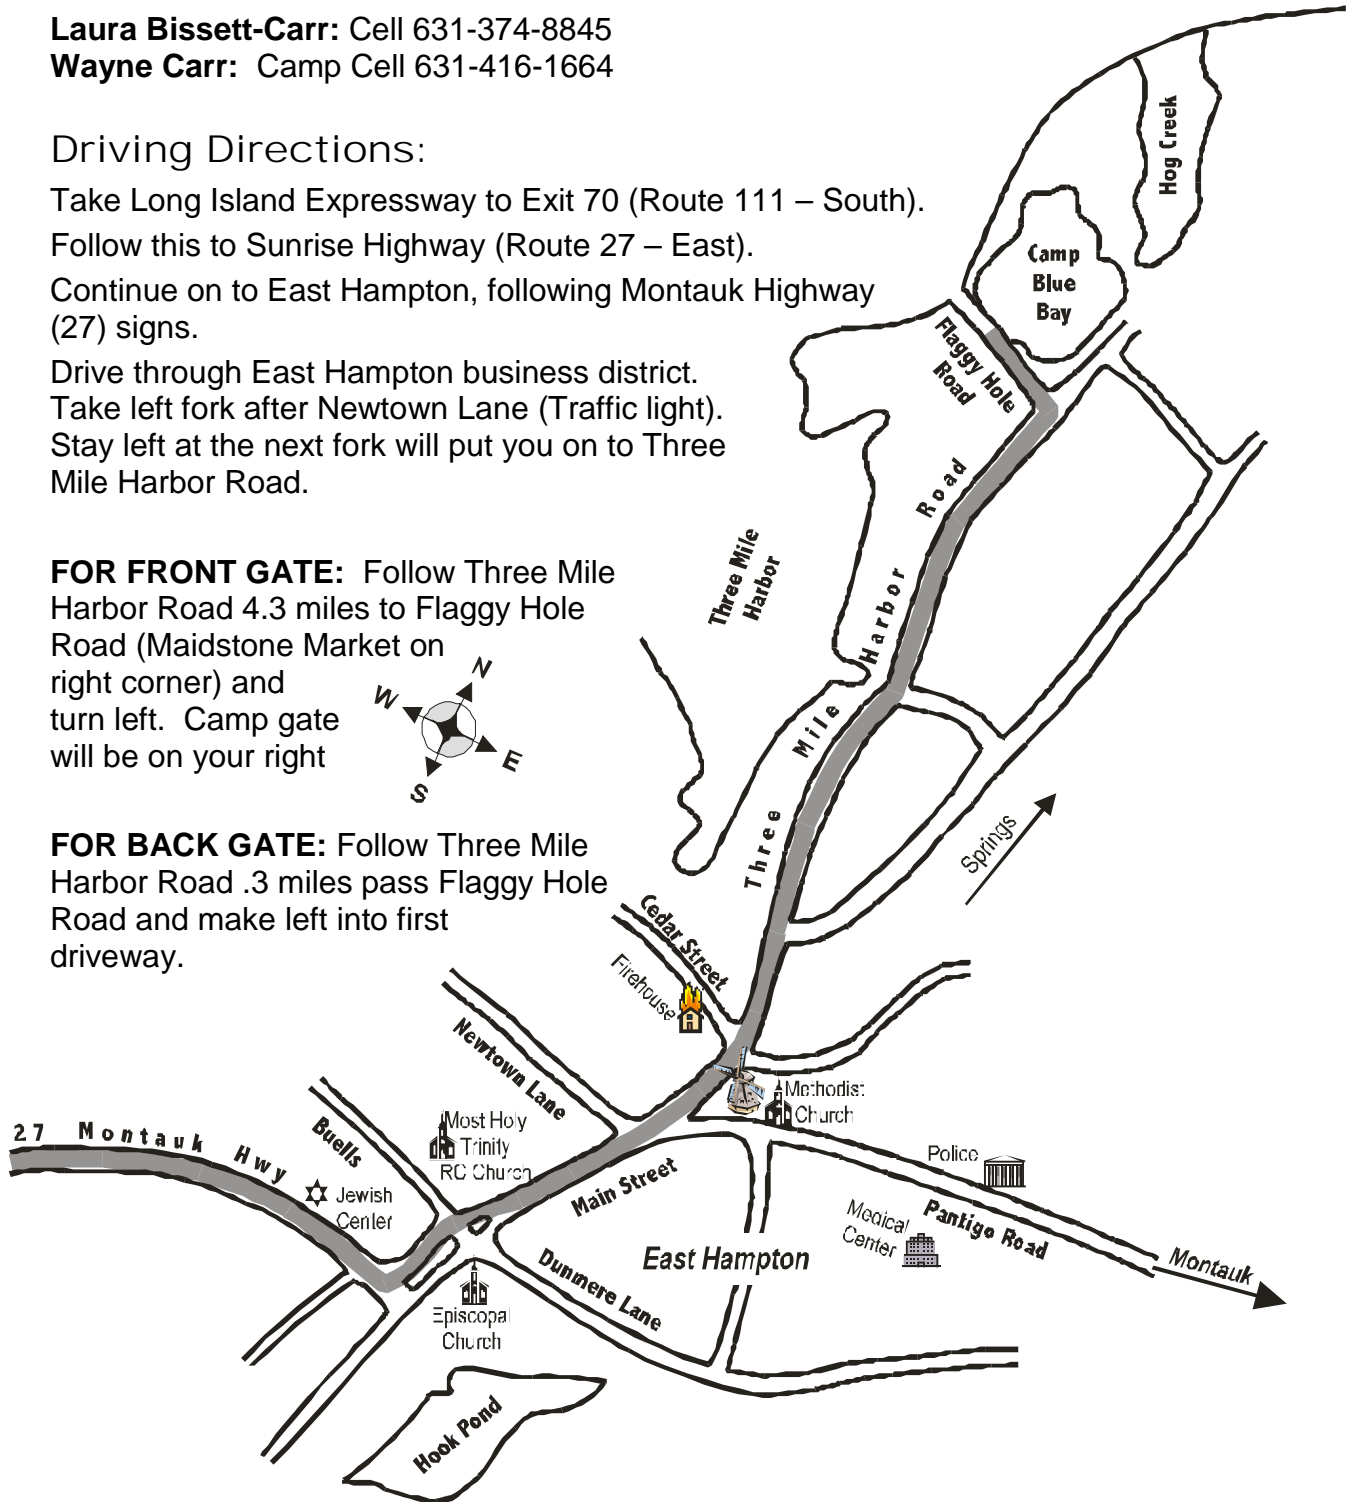 Laura Bissett-Carr: Cell 631-374-8845
Wayne Carr: Camp Cell 631-416-1664
Driving Directions:
Take Long Island Expressway to Exit 70 (Route 111 – South).
Follow this to Sunrise Highway (Route 27 – East).
Continue on to East Hampton, following Montauk Highway
(27) signs.
Drive through East Hampton business district.
Take left fork after Newtown Lane (Traffic light).
Stay left at the next fork will put you on to Three
Mile Harbor Road.
FOR FRONT GATE: Follow Three Mile
Harbor Road 4.3 miles to Flaggy Hole
Road (Maidstone Market on
right corner) and
turn left. Camp gate
will be on your right
N
W
E
S
FOR BACK GATE: Follow Three Mile
Harbor Road .3 miles pass Flaggy Hole
Road and make left into first
driveway.
Hog Creek
Camp
Blue
Bay
Flaggy Hole
Road
Three Mile
Harbor
Three Mile Harbor Road
Springs
Cedar Street
Firehouse
Newtown Lane
Methodist
Church
Most Holy
Trinity
RC Church
Buells
27 Montauk Hwy
Jewish
Center
Main Street
Police
Pantigo Road
Medical
Center
East Hampton
Montauk
Dunmere Lane
Episcopal
Church
Hook Pond